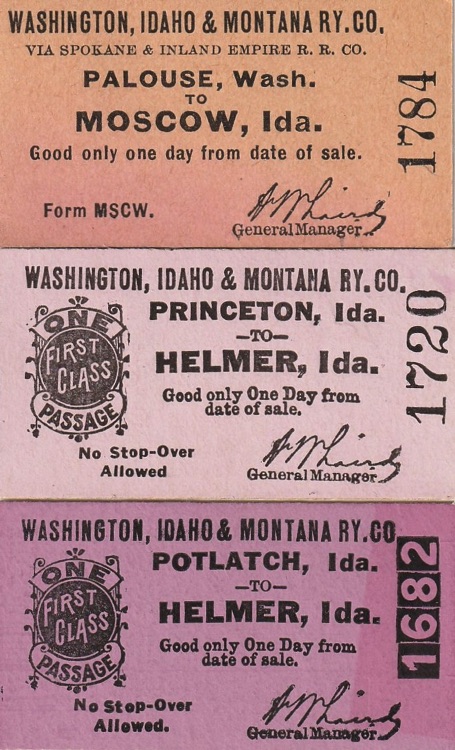 WASHINGTON, IDAHO & MONTANA RY. CO.
VIA SPOKANE & INLAND EMPIRE R. R. CO.
PALOUSE, Wash.
TO
MOSCOW, Ida.
Good only one day from date of sale.
Form MSCW.
General Manager.
1784
WASHINGTON, IDAHO & MONTANA RY. CO.
ONE
FIRST
CLASS
PASSAGE
PRINCETON, Ida.
—TO—
HELMER, Ida.
Good only One Day from
date of sale.
No Stop-Over
Allowed
General Manager.
1720
WASHINGTON, IDAHO & MONTANA RY. CO
ONE
FIRST
CLASS
PASSAGE
POTLATCH, Ida.
—TO—
HELMER, Ida.
Good only One Day from
date of sale.
No Stop-Over
Allowed.
General Manager.
1682